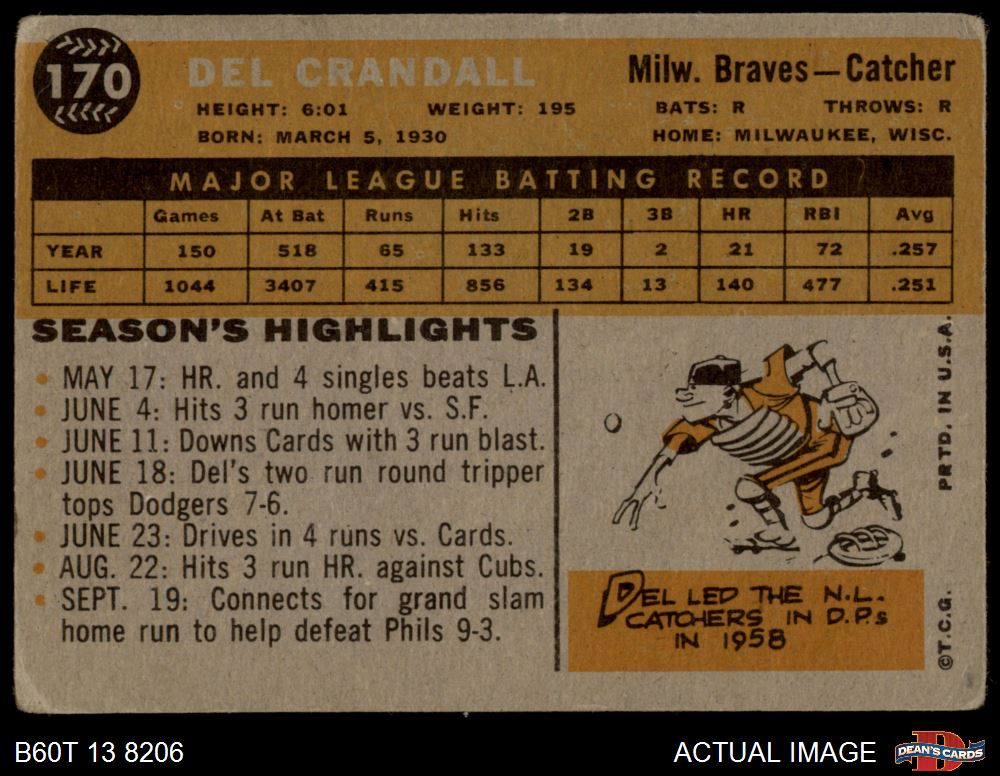 170
DEL CRANDALL
Milw. Braves—Catcher
HEIGHT: 6:01 WEIGHT: 195 BATS: R THROWS: R
BORN: MARCH 5, 1930 HOME: MILWAUKEE, WISC.
MAJOR LEAGUE BATTING RECORD
Games At Bat Runs Hits 2B 3B HR RBI Avg
YEAR 150 518 65 133 19 2 21 72 .257
LIFE 1044 3407 415 856 134 13 140 477 .251
SEASON'S HIGHLIGHTS
• MAY 17: HR. and 4 singles beats L.A.
• JUNE 4: Hits 3 run homer vs. S.F.
• JUNE 11: Downs Cards with 3 run blast.
• JUNE 18: Del's two run round tripper
tops Dodgers 7-6.
• JUNE 23: Drives in 4 runs vs. Cards.
• AUG. 22: Hits 3 run HR. against Cubs.
• SEPT. 19: Connects for grand slam
home run to help defeat Phils 9-3.
DEL LED THE N.L.
CATCHERS IN D.P.s
IN 1958
©T.C.G. PRTD. IN U.S.A.
B60T 13 8206
ACTUAL IMAGE
D
DEAN'S CARDS